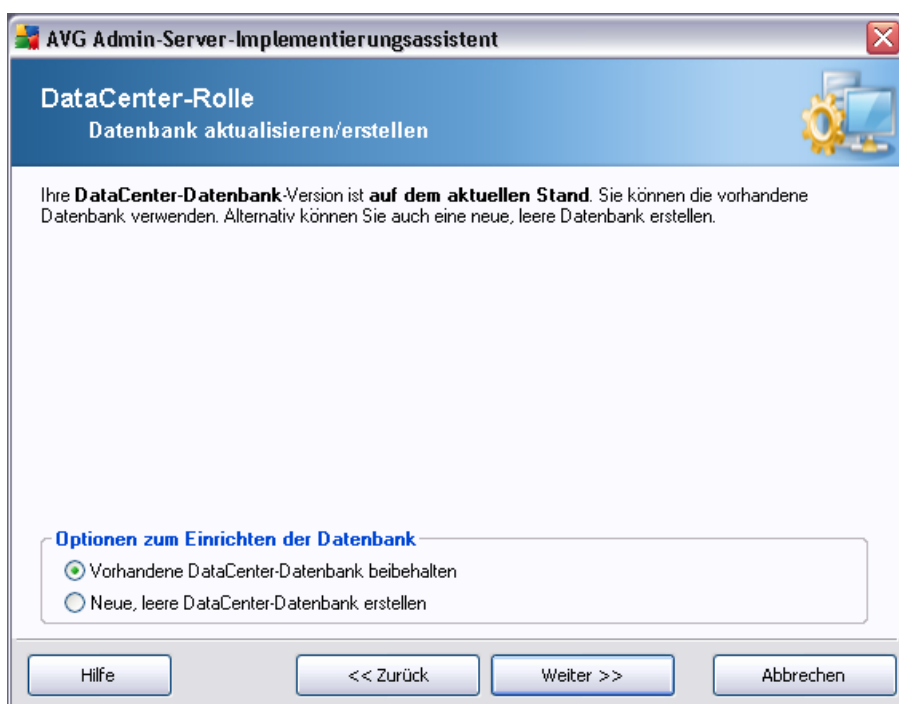 AVG Admin-Server-Implementierungsassistent
DataCenter-Rolle
Datenbank aktualisieren/erstellen
Ihre DataCenter-Datenbank-Version ist auf dem aktuellen Stand. Sie können die vorhandene
Datenbank verwenden. Alternativ können Sie auch eine neue, leere Datenbank erstellen.
Optionen zum Einrichten der Datenbank
Vorhandene DataCenter-Datenbank beibehalten
Neue, leere DataCenter-Datenbank erstellen
Hilfe
<< Zurück
Weiter >>
Abbrechen